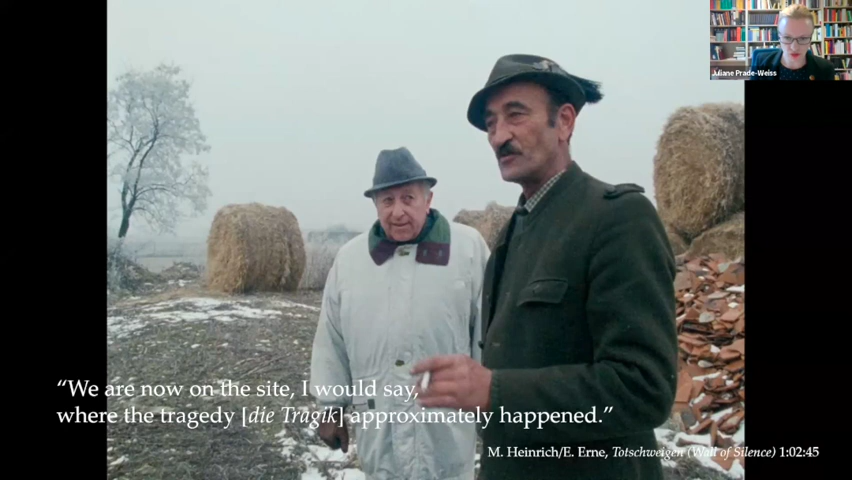 Juliane Prade-Weiss
“We are now on the site, I would say,
where the tragedy [die Tragik] approximately happened.”
M. Heinrich/E. Erne, Totschweigen (Wall of Silence) 1:02:45